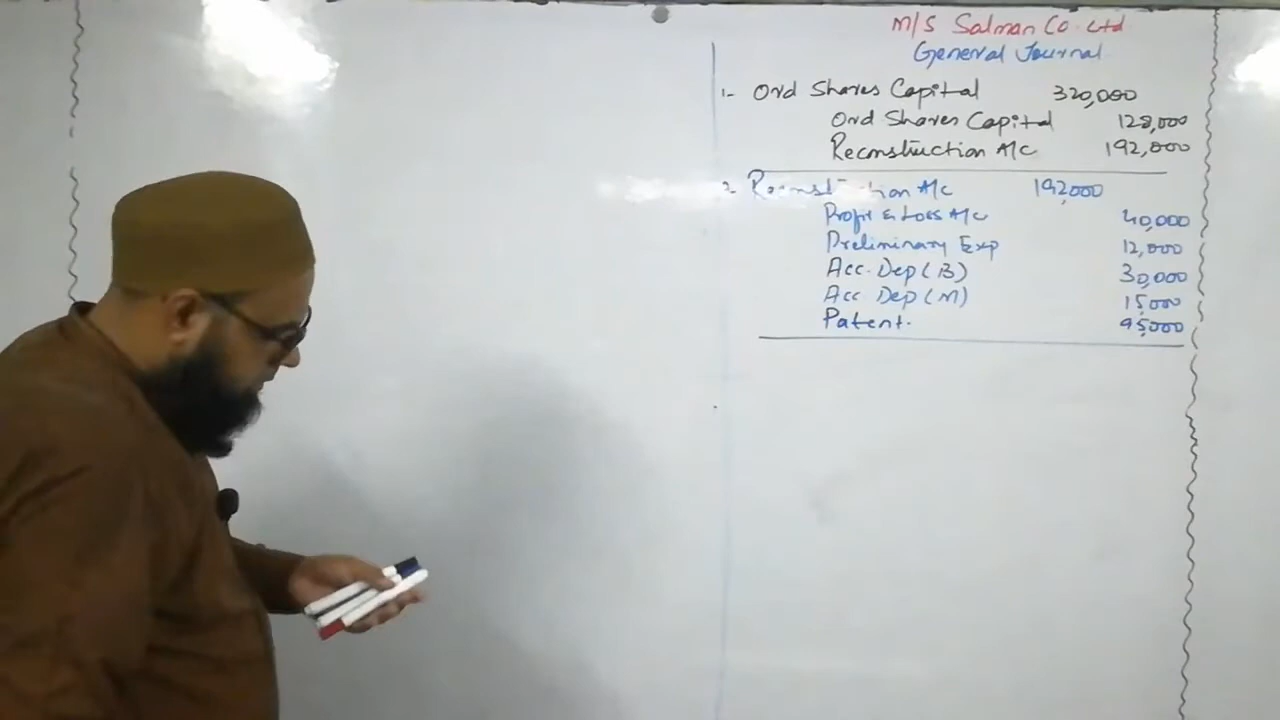 M/S Salman Co. Ltd
General Journal
1- Ord Shares Capital 320,000
Ord Shares Capital 128,000
Reconstruction A/c 192,000
2- Reconstruction A/c 192,000
Profit & Loss A/c 40,000
Preliminary Exp 12,000
Acc. Dep (B) 30,000
Acc Dep (M) 15,000
Patent. 95,000